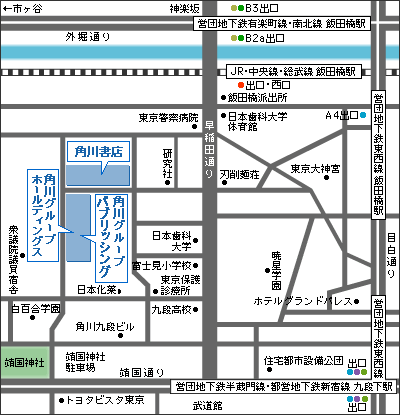 ←市ヶ谷
神楽坂
B3出口
営団地下鉄有楽町線・南北線 飯田橋駅
外堀通り
B2a出口
JR・中央線・総武線 飯田橋駅
出口・西口
飯田橋派出所
営団地下鉄東西線 飯田橋駅
東京警察病院
早稲田通り
日本歯科大学
体育館
A4出口
角川書店
研究社
刃削麺荘
東京大神宮
角川グループ
ホールディングス
角川グループ
パブリッシング
衆議院議員宿舎
日本歯科
大学
目白通り
富士見小学校
暁星学園
東京保護
診療所
日本化薬
ホテルグランドパレス
白百合学園
九段高校
営団地下鉄東西線
角川九段ビル
靖国神社
靖国神社
駐車場
靖国通り
住宅都市設備公団
出口
営団地下鉄半蔵門線・都営地下鉄新宿線 九段下駅
トヨタビスタ東京
武道館
出口